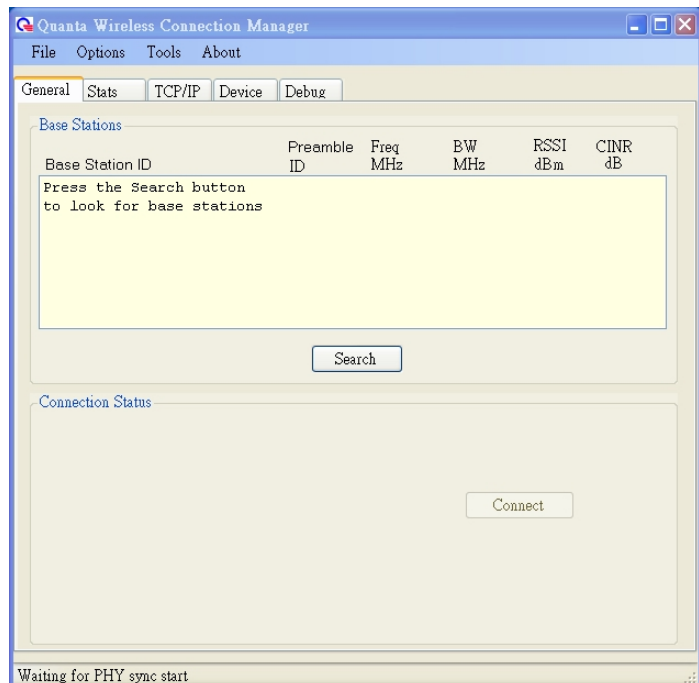 Quanta Wireless Connection Manager
File Options Tools About
General Stats TCP/IP Device Debug
Base Stations
Base Station ID Preamble ID Freq MHz BW MHz RSSI dBm CINR dB
Press the Search button
to look for base stations
Search
Connection Status
Connect
Waiting for PHY sync start